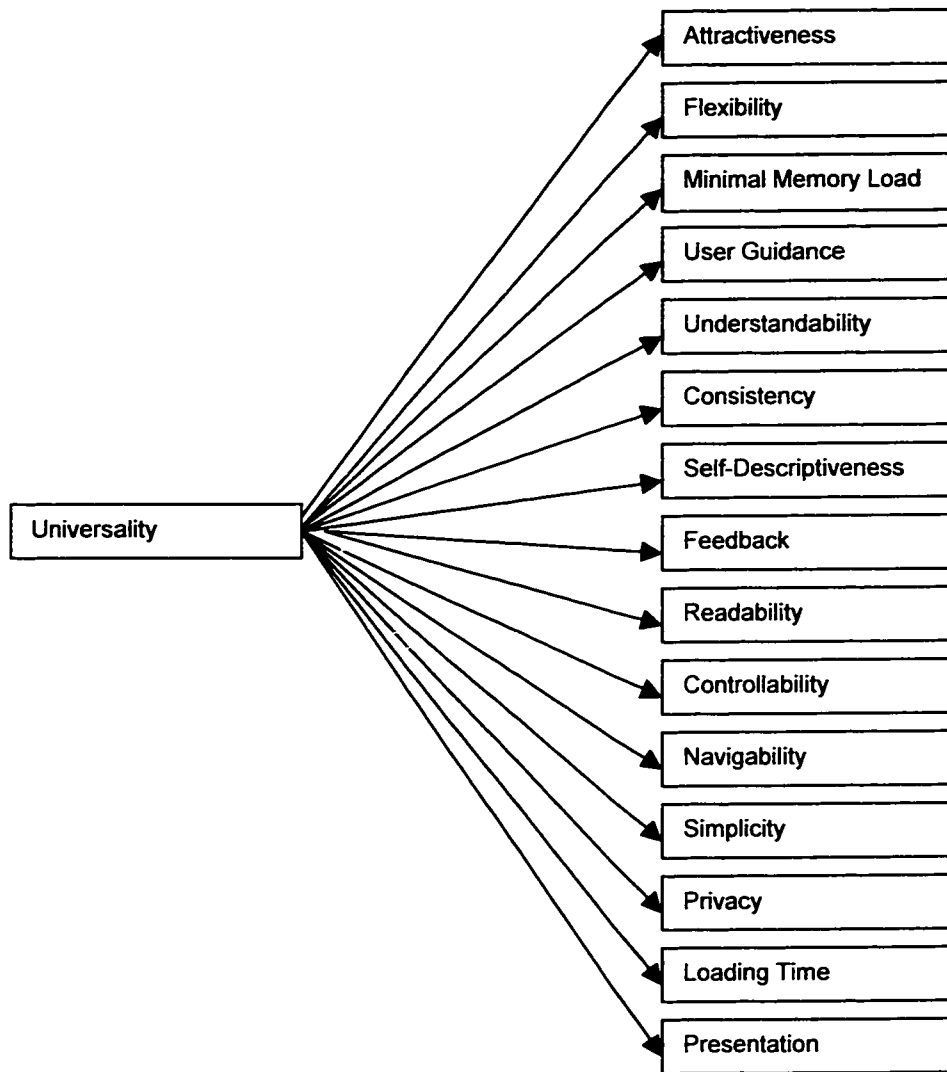 Attractiveness
Flexibility
Minimal Memory Load
User Guidance
Understandability
Consistency
Self-Descriptiveness
Universality
Feedback
Readability
Controllability
Navigability
Simplicity
Privacy
Loading Time
Presentation